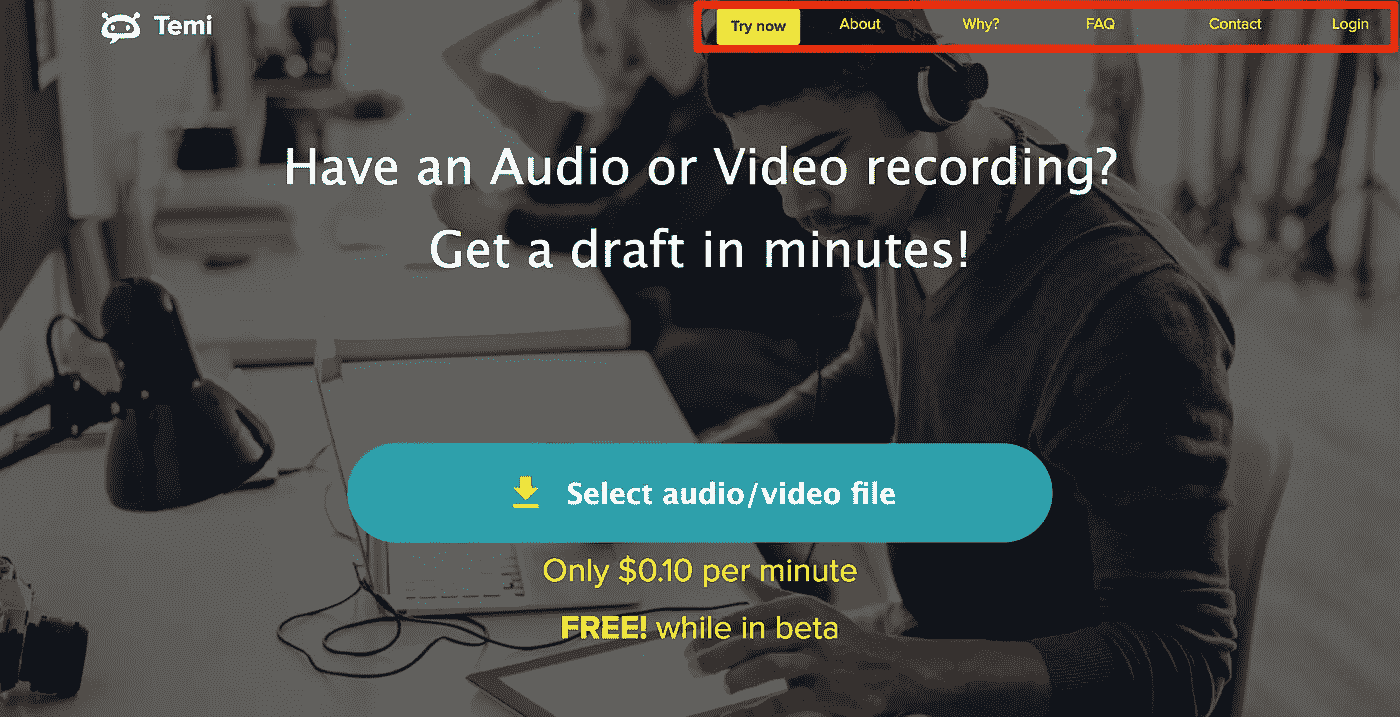 Temi
Try now About Why? FAQ Contact Login
Have an Audio or Video recording?
Get a draft in minutes!
Select audio/video file
Only $0.10 per minute
FREE! while in beta